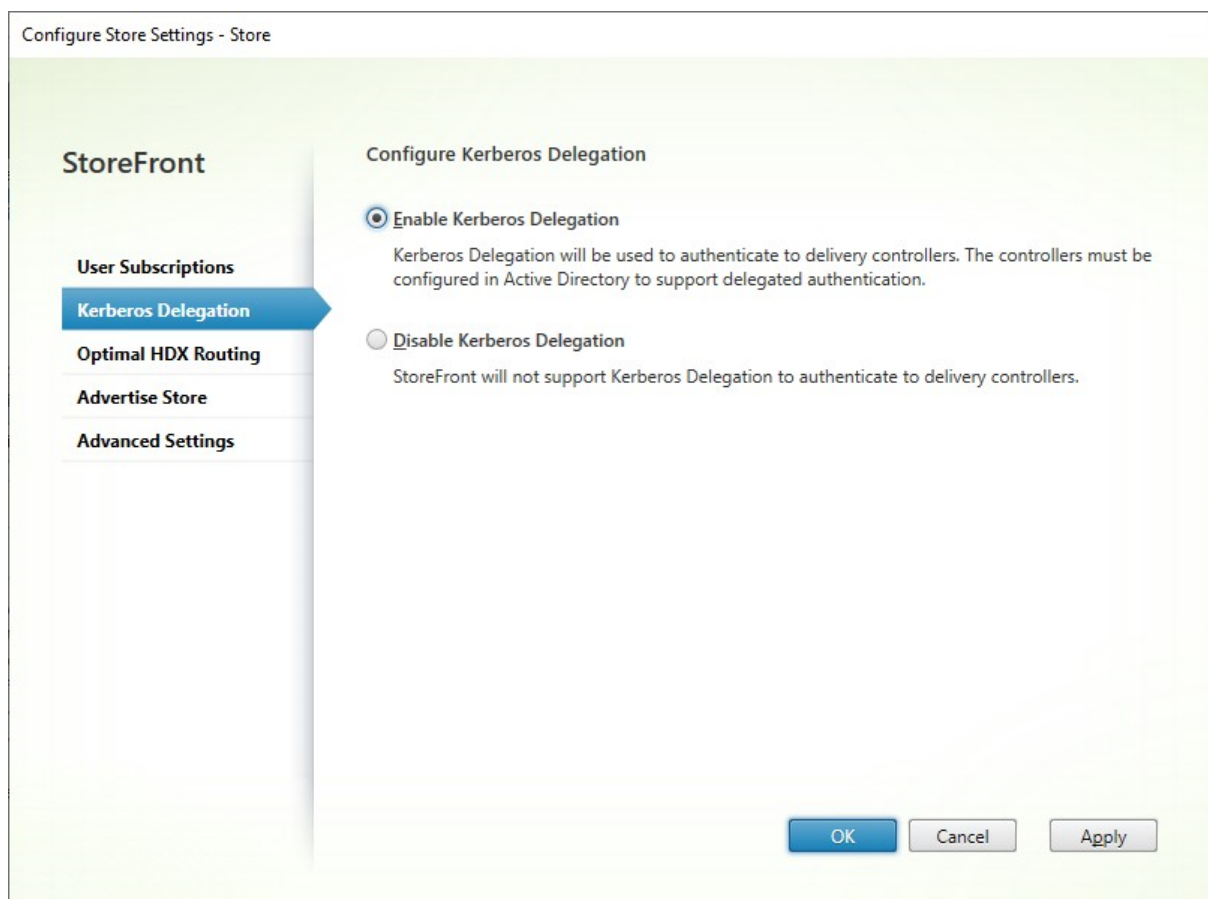 Configure Store Settings - Store
StoreFront
User Subscriptions
Kerberos Delegation
Optimal HDX Routing
Advertise Store
Advanced Settings
Configure Kerberos Delegation
Enable Kerberos Delegation
Kerberos Delegation will be used to authenticate to delivery controllers. The controllers must be
configured in Active Directory to support delegated authentication.
Disable Kerberos Delegation
StoreFront will not support Kerberos Delegation to authenticate to delivery controllers.
OK
Cancel
Apply